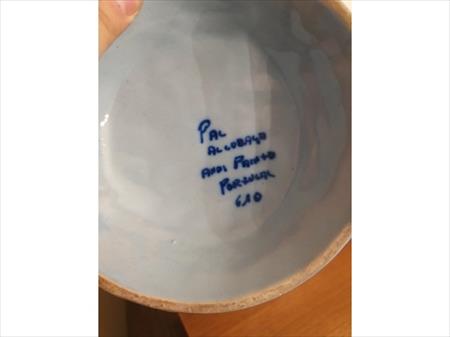 PAL
ALCOBAÇA
HAND PAINTED
PORTUGAL
610